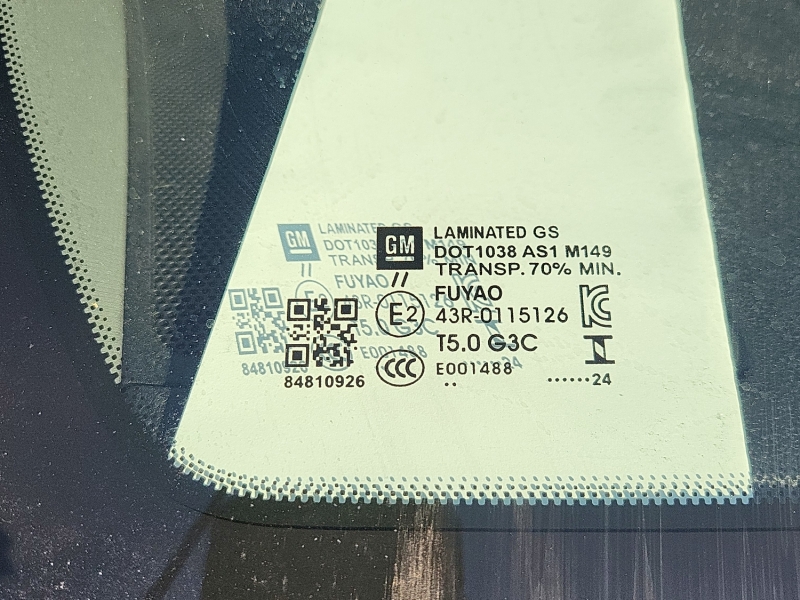 GM
LAMINATED GS
DOT1038 AS1 M149
TRANSP. 70% MIN.
//
FUYAO
E2
43R-0115126
T5.0 G3C
84810926
CCC
E001488
..
......24